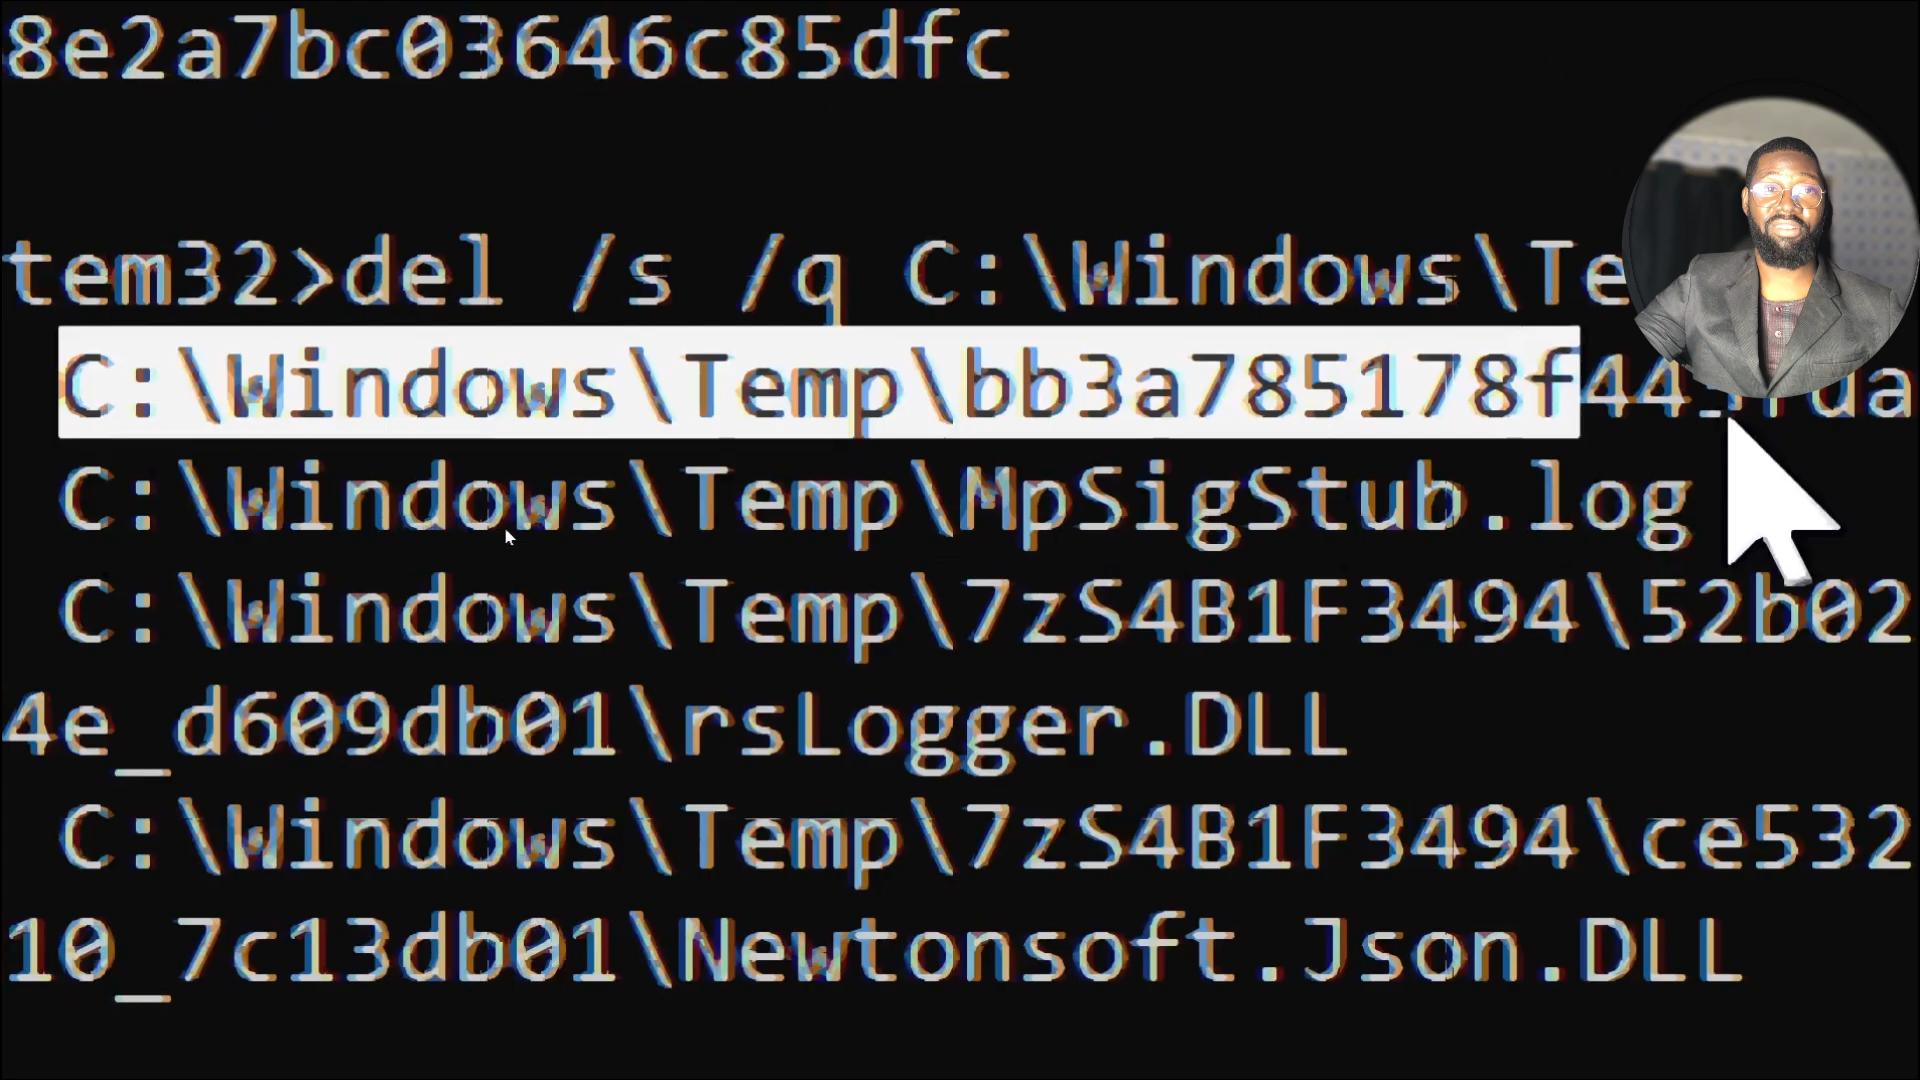 8e2a7bc03646c85dfc
tem32>del /s /q C:\Windows\Te
C:\Windows\Temp\bb3a785178f44
C:\Windows\Temp\MpSigStub.log
C:\Windows\Temp\7zS4B1F3494\52b02
4e_d609db01\rsLogger.DLL
C:\Windows\Temp\7zS4B1F3494\ce532
10_7c13db01\Newtonsoft.Json.DLL